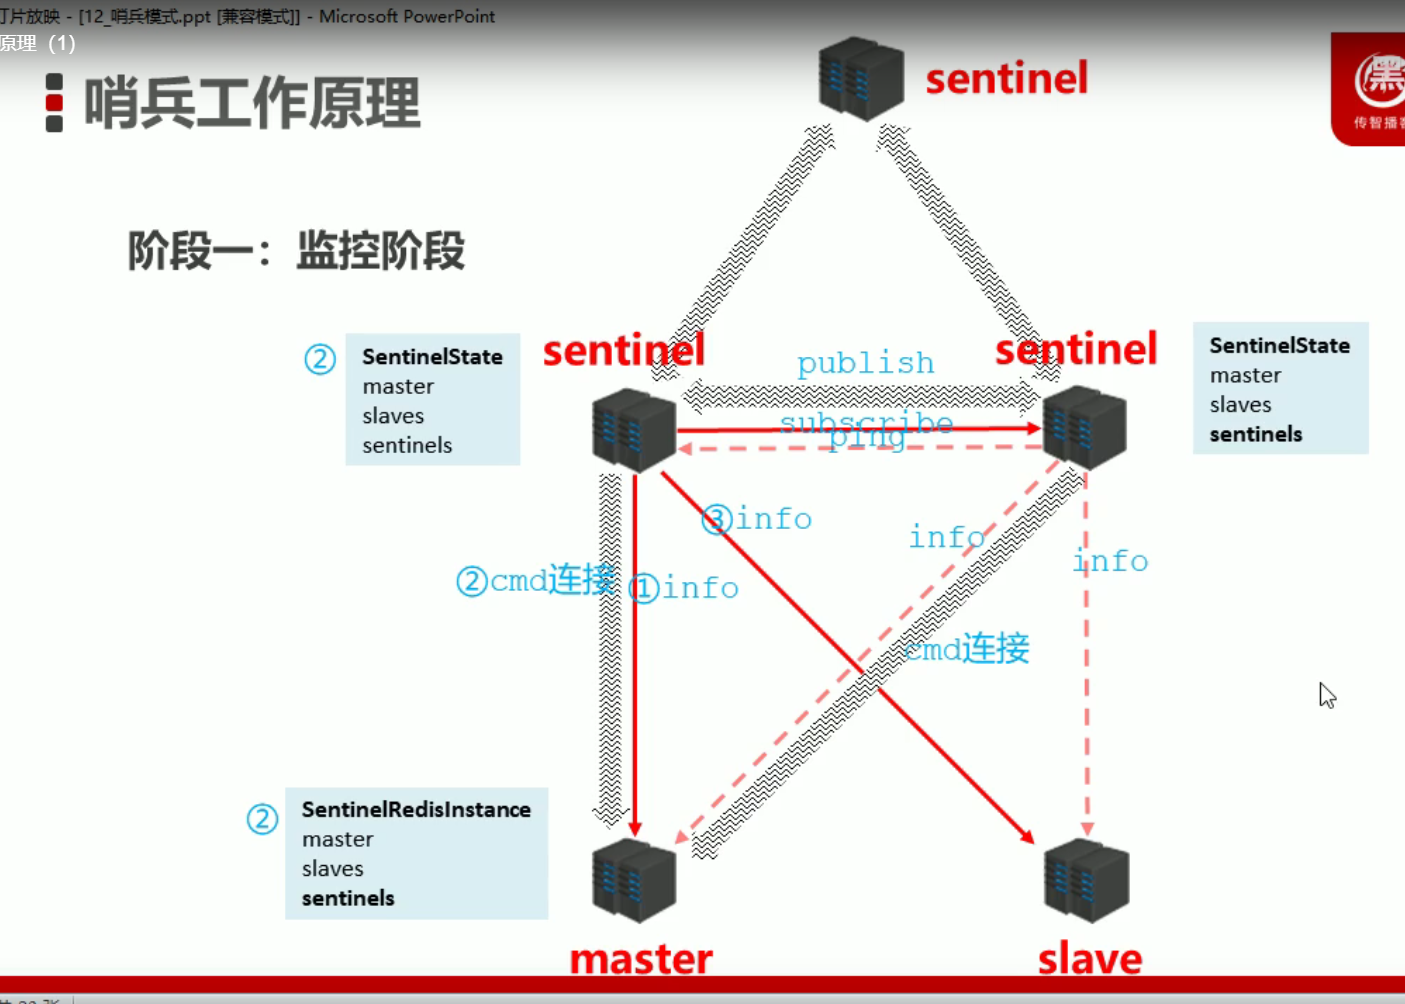 灯片放映 - [12_哨兵模式.ppt [兼容模式]] - Microsoft PowerPoint
原理（1）
哨兵工作原理
sentinel
黑
传智播客
阶段一：监控阶段
②
SentinelState
master
slaves
sentinels
sentinel
publish
sentinel
SentinelState
master
slaves
sentinels
subscribe
ping
③info
info
info
②cmd连接
①info
cmd连接
②
SentinelRedisInstance
master
slaves
sentinels
master
slave